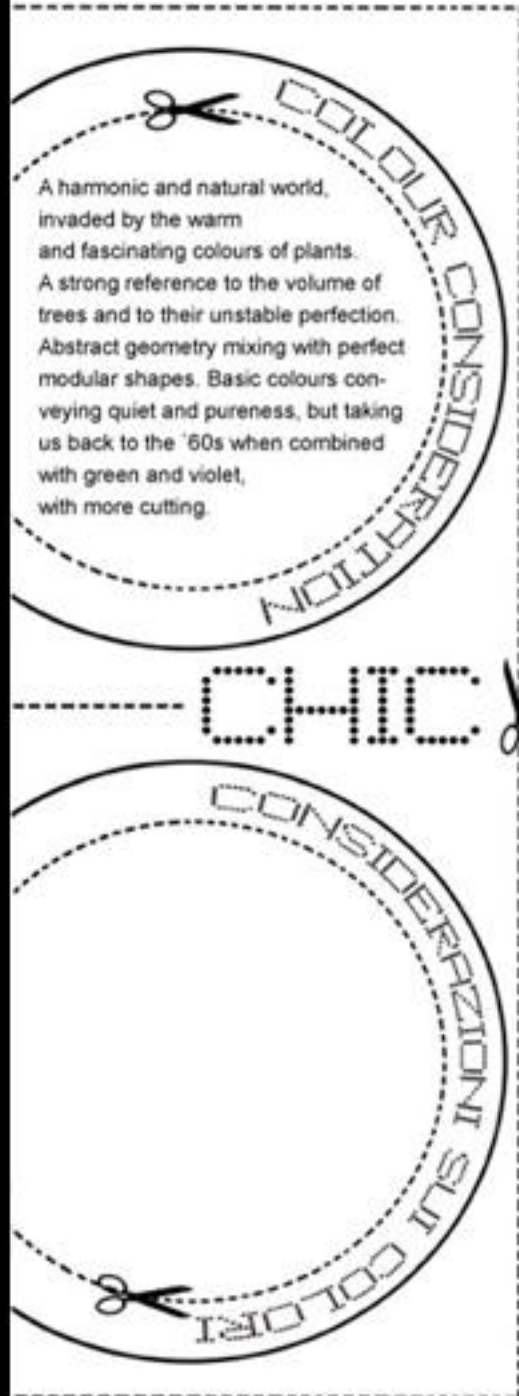 COLOUR CONSIDERATION
A harmonic and natural world,
invaded by the warm
and fascinating colours of plants.
A strong reference to the volume of
trees and to their unstable perfection.
Abstract geometry mixing with perfect
modular shapes. Basic colours con-
veying quiet and pureness, but taking
us back to the `60s when combined
with green and violet,
with more cutting.
CHIC
CONSIDERAZIONI SUI COLORI